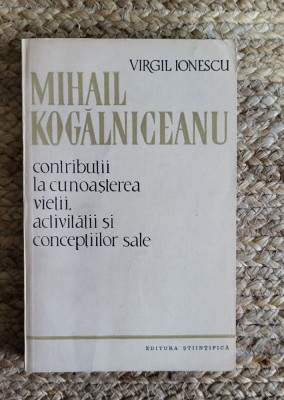 VIRGIL IONESCU
MIHAIL
KOGĂLNICEANU
contribuții
la cunoașterea
vieții,
activității și
concepțiilor sale
EDITURA ȘTIINȚIFICĂ